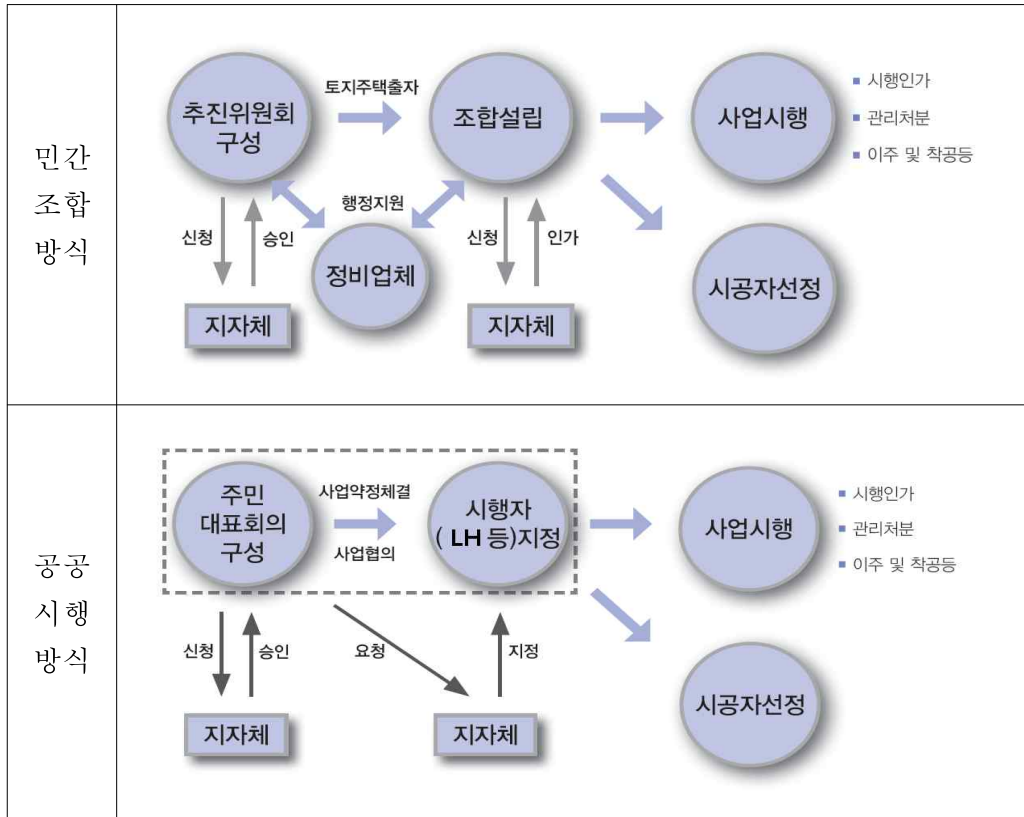 민간
조합
방식
추진위원회
구성
토지주택출자
조합설립
사업시행
시행인가
관리처분
이주 및 착공등
행정지원
신청
승인
정비업체
신청
인가
시공자선정
지자체
지자체
공공
시행
방식
주민
대표회의
구성
사업약정체결
사업협의
시행자
( LH 등)지정
사업시행
시행인가
관리처분
이주 및 착공등
신청
승인
요청
지정
시공자선정
지자체
지자체